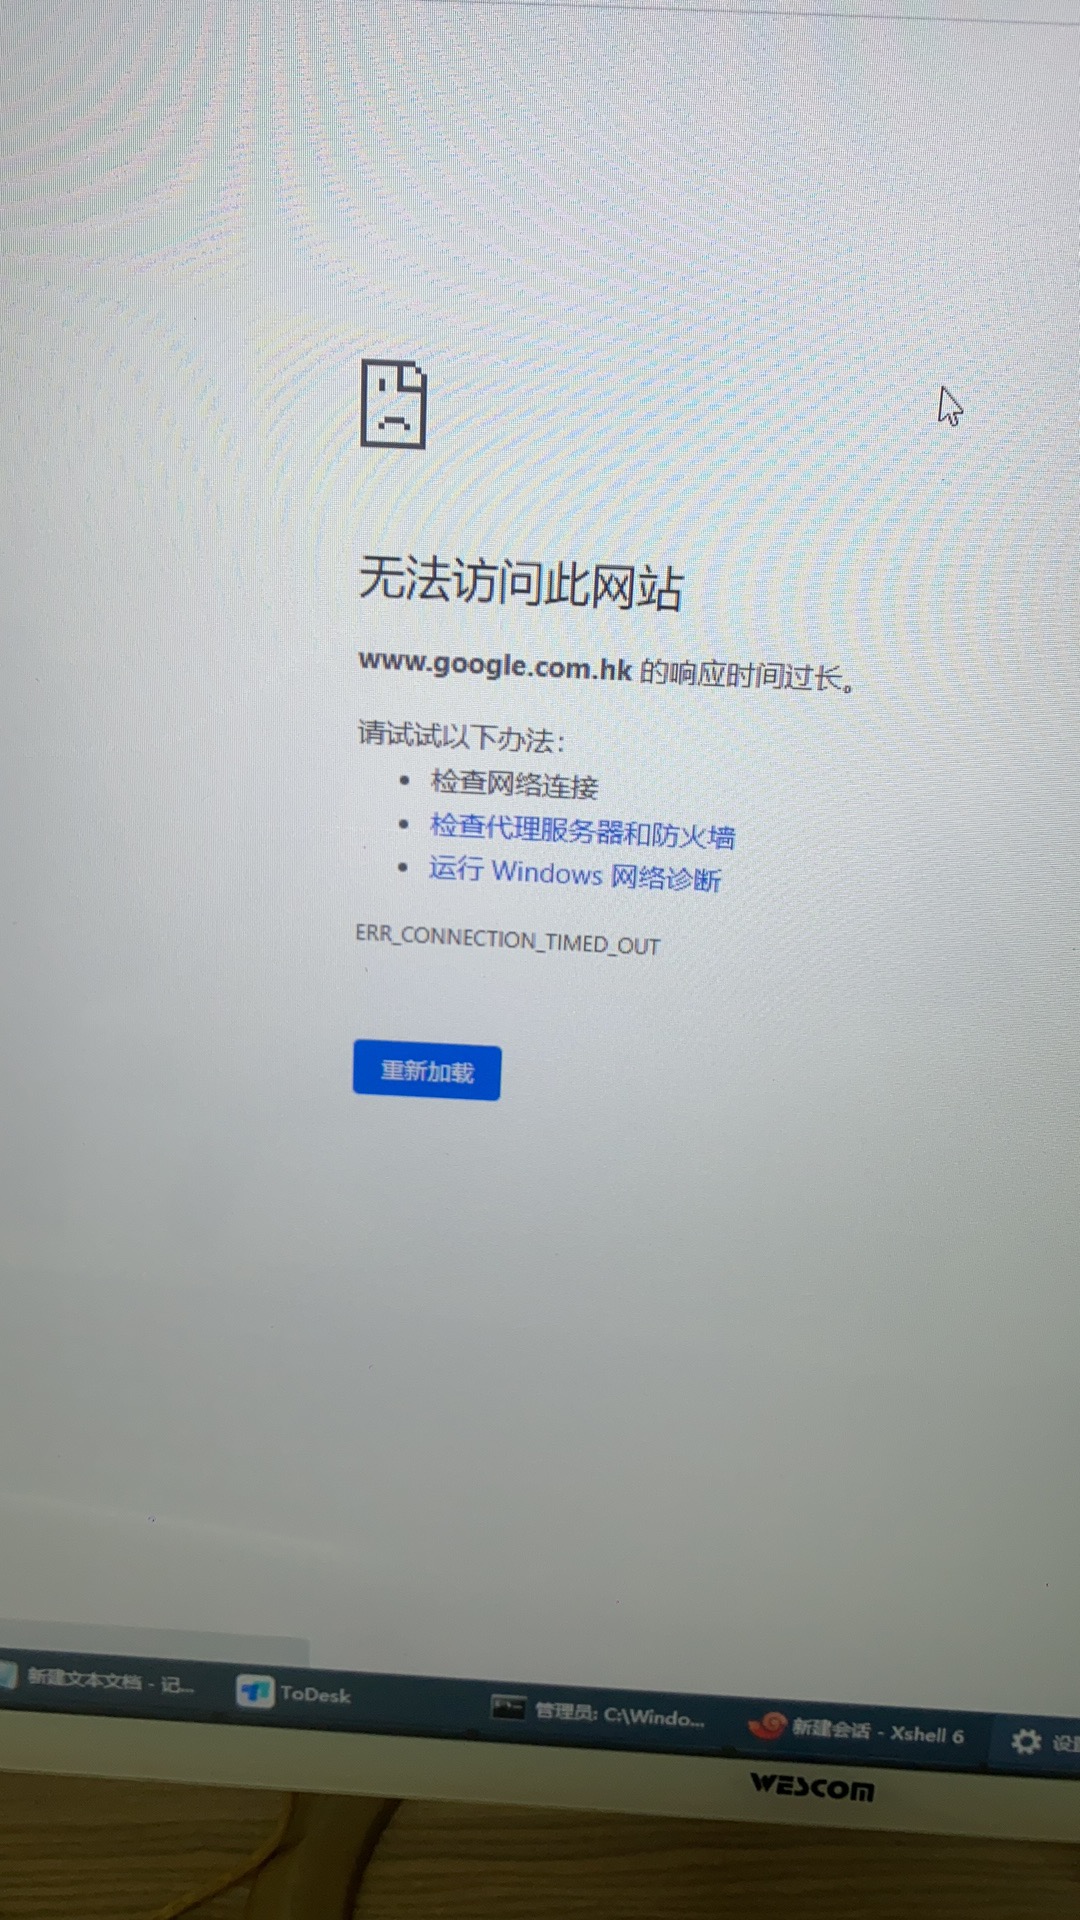 无法访问此网站
www.google.com.hk 的响应时间过长。
请试试以下办法：
• 检查网络连接
• 检查代理服务器和防火墙
• 运行 Windows 网络诊断
ERR_CONNECTION_TIMED_OUT
重新加载
新建文本文档 - 记...
ToDesk
管理员: C:\Windo...
新建会话 - Xshell 6
设
WESCOM